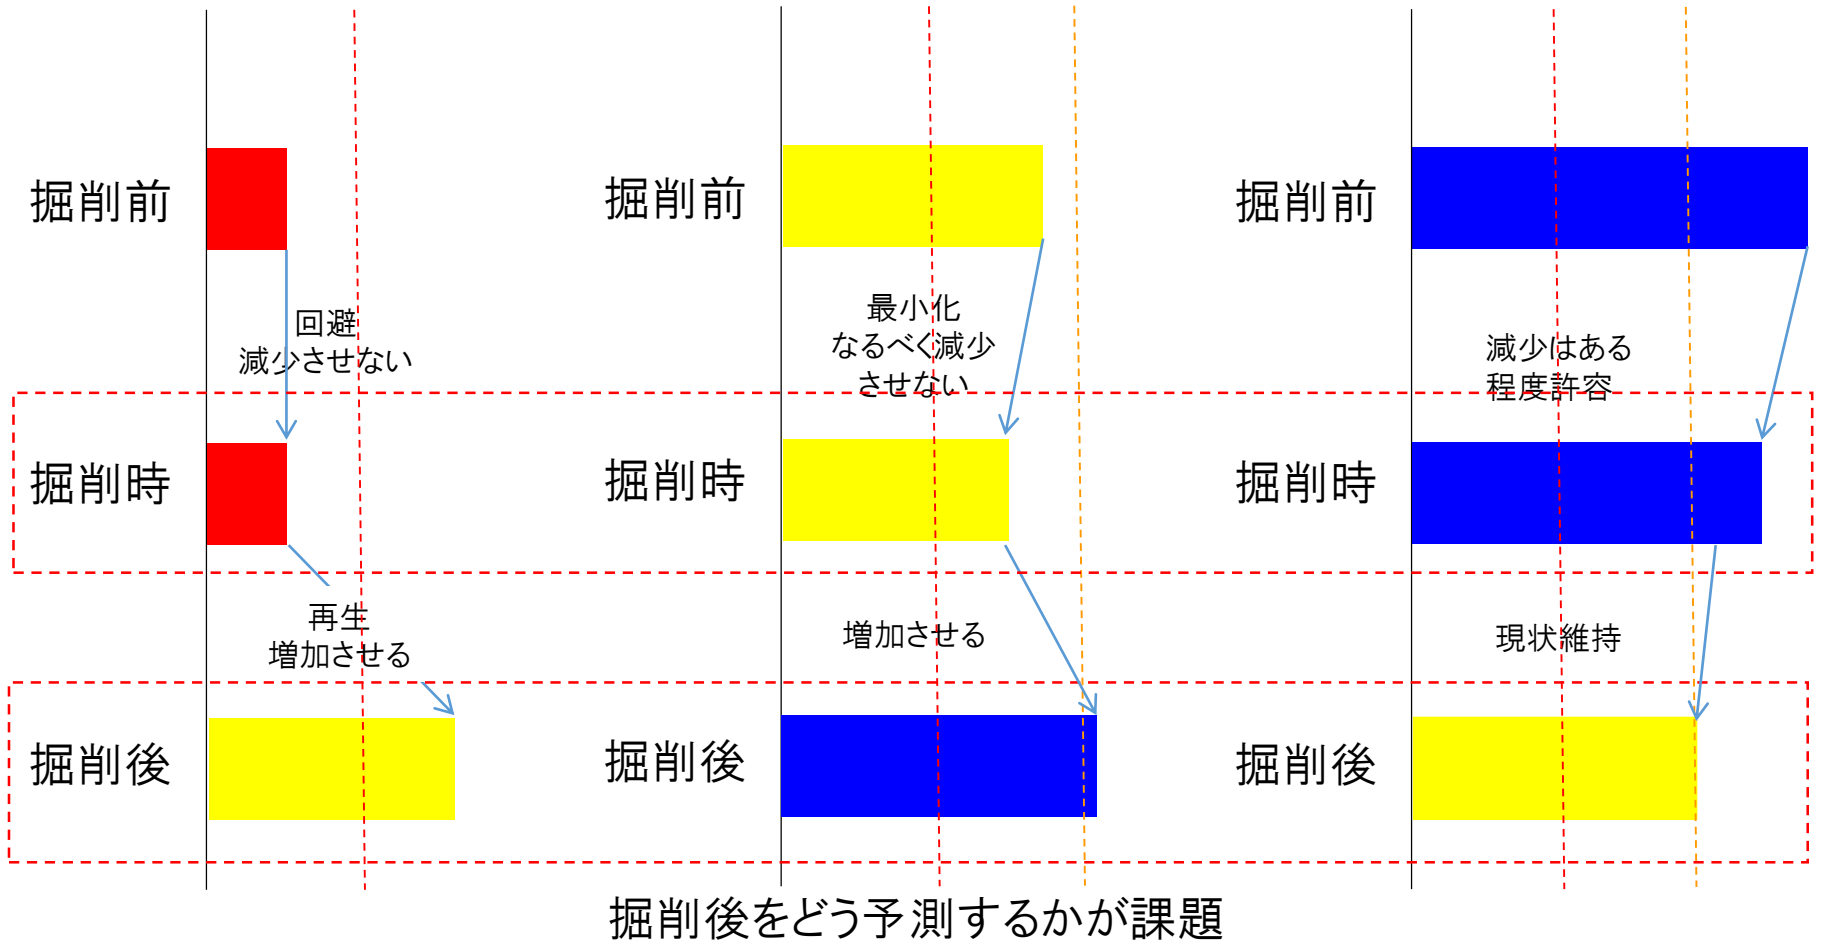 掘削前
回避
減少させない
掘削時
再生
増加させる
掘削後
掘削前
最小化
なるべく減少
させない
掘削時
増加させる
掘削後
掘削前
減少はある
程度許容
掘削時
現状維持
掘削後
掘削後をどう予測するかが課題